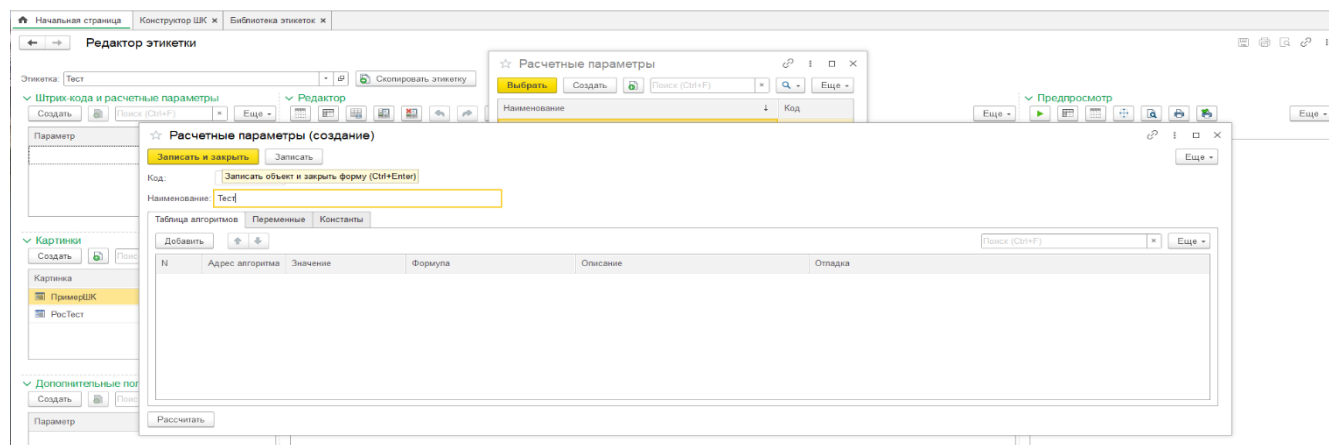 Начальная страница Конструктор ШК × Библиотека этикеток ×
Редактор этикетки
Расчетные параметры
Этикетка: Тест Скопировать этикетку
Выбрать Создать Поиск (Ctrl+F) × Еще
Штрих-кода и расчетные параметры Редактор Наименование ↓ Код Предпросмотр
Создать Поиск (Ctrl+F) × Еще Еще Еще
Параметр
Расчетные параметры (создание)
Записать и закрыть Записать Еще
Код: Записать объект и закрыть форму (Ctrl+Enter)
Наименование: Тест
Таблица алгоритмов Переменные Константы
Картинки
Добавить Поиск (Ctrl+F) × Еще
Создать Поис
N Адрес алгоритма Значение Формула Описание Отладка
Картинка
ПримерШК
РосТест
Дополнительные пол
Создать Поис
Рассчитать
Параметр